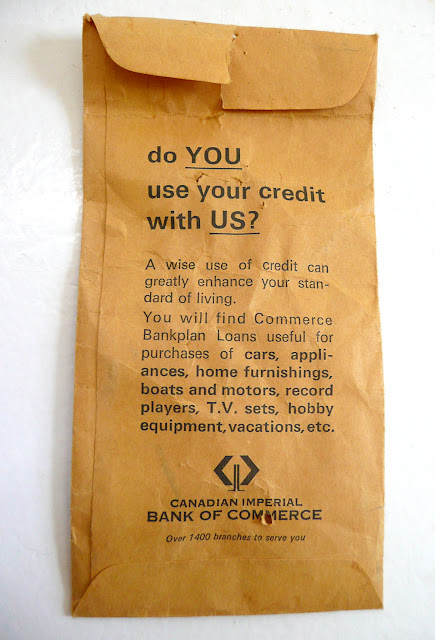 do YOU
use your credit
with US?
A wise use of credit can
greatly enhance your stan-
dard of living.
You will find Commerce
Bankplan Loans useful for
purchases of cars, appli-
ances, home furnishings,
boats and motors, record
players, T.V. sets, hobby
equipment, vacations, etc.
CANADIAN IMPERIAL
BANK OF COMMERCE
Over 1400 branches to serve you